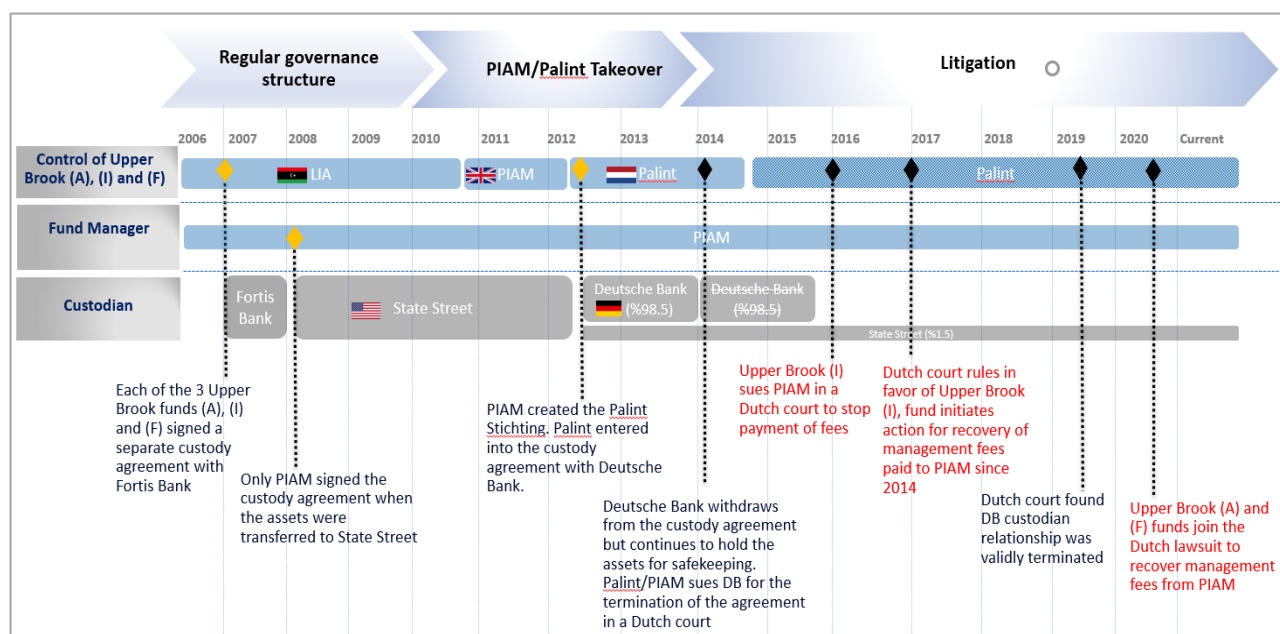 Regular governance
structure
PIAM/Palint Takeover
Litigation
2006 2007 2008 2009 2010 2011 2012 2013 2014 2015 2016 2017 2018 2019 2020 Current
Control of Upper
Brook (A), (I) and (F)
LIA
PIAM
Palint
Palint
Fund Manager
PIAM
Custodian
Fortis
Bank
State Street
Deutsche Bank
(%98.5)
Deutsche Bank
(%98.5)
State Street (%1.5)
Each of the 3 Upper
Brook funds (A), (I)
and (F) signed a
separate custody
agreement with
Fortis Bank
Only PIAM signed the
custody agreement when
the assets were
transferred to State Street
PIAM created the Palint
Stichting. Palint entered
into the custody
agreement with Deutsche
Bank.
Deutsche Bank withdraws
from the custody agreement
but continues to hold the
assets for safekeeping.
Palint/PIAM sues DB for the
termination of the agreement
in a Dutch court
Upper Brook (I)
sues PIAM in a
Dutch court to stop
payment of fees
Dutch court rules in
favor of Upper Brook
(I), fund initiates
action for recovery of
management fees
paid to PIAM since
2014
Dutch court found
DB custodian
relationship was
validly terminated
Upper Brook (A) and
(F) funds join the
Dutch lawsuit to
recover management
fees from PIAM